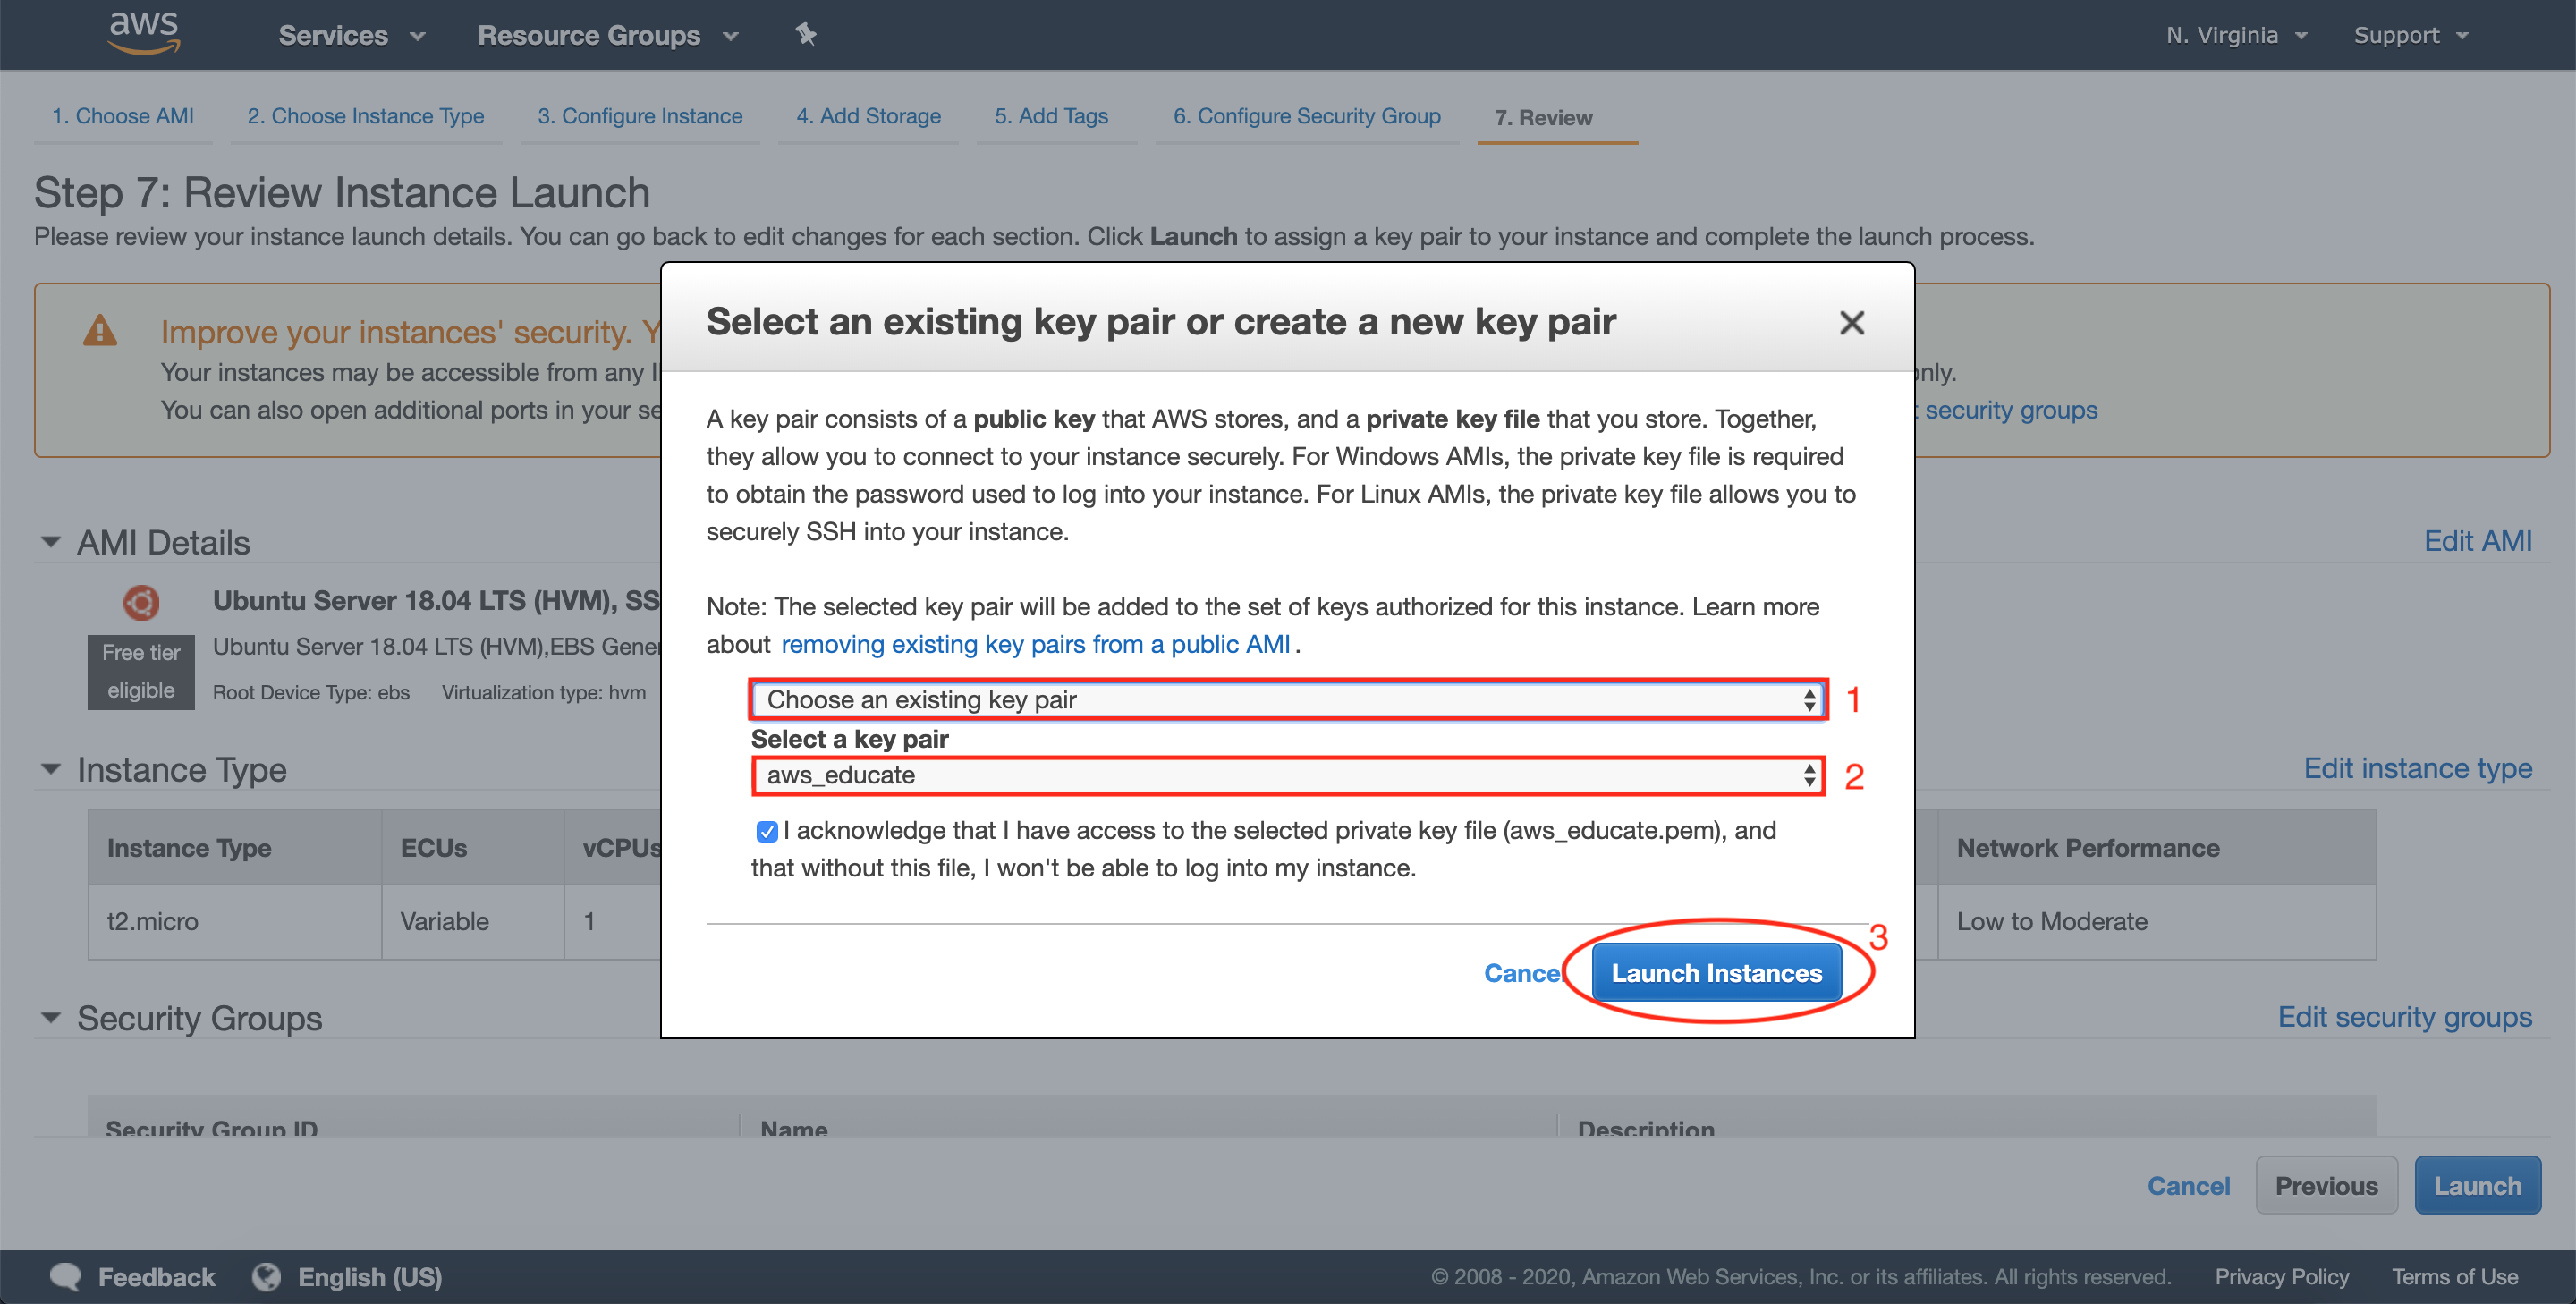 aws Services Resource Groups N. Virginia Support
1. Choose AMI 2. Choose Instance Type 3. Configure Instance 4. Add Storage 5. Add Tags 6. Configure Security Group 7. Review
Step 7: Review Instance Launch
Please review your instance launch details. You can go back to edit changes for each section. Click Launch to assign a key pair to your instance and complete the launch process.
Improve your instances' security. Y
Your instances may be accessible from any I
only.
You can also open additional ports in your se
security groups
Select an existing key pair or create a new key pair
A key pair consists of a public key that AWS stores, and a private key file that you store. Together,
they allow you to connect to your instance securely. For Windows AMIs, the private key file is required
to obtain the password used to log into your instance. For Linux AMIs, the private key file allows you to
securely SSH into your instance.
Note: The selected key pair will be added to the set of keys authorized for this instance. Learn more
about removing existing key pairs from a public AMI.
Choose an existing key pair 1
Select a key pair
aws_educate 2
I acknowledge that I have access to the selected private key file (aws_educate.pem), and
that without this file, I won't be able to log into my instance.
3
Cancel Launch Instances
AMI Details Edit AMI
Ubuntu Server 18.04 LTS (HVM), SS
Free tier
eligible
Ubuntu Server 18.04 LTS (HVM),EBS Gener
Root Device Type: ebs Virtualization type: hvm
Instance Type Edit instance type
Instance Type ECUs vCPUs Network Performance
t2.micro Variable 1 Low to Moderate
Security Groups Edit security groups
Security Group ID Name Description
Cancel Previous Launch
Feedback English (US) © 2008 - 2020, Amazon Web Services, Inc. or its affiliates. All rights reserved. Privacy Policy Terms of Use